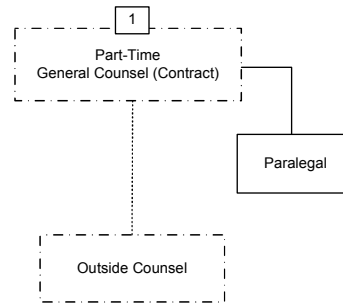 1
Part-Time
General Counsel (Contract)
Paralegal
Outside Counsel